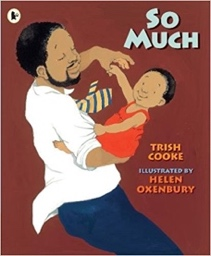 SO
MUCH
TRISH
COOKE
ILLUSTRATED BY
HELEN
OXENBURY